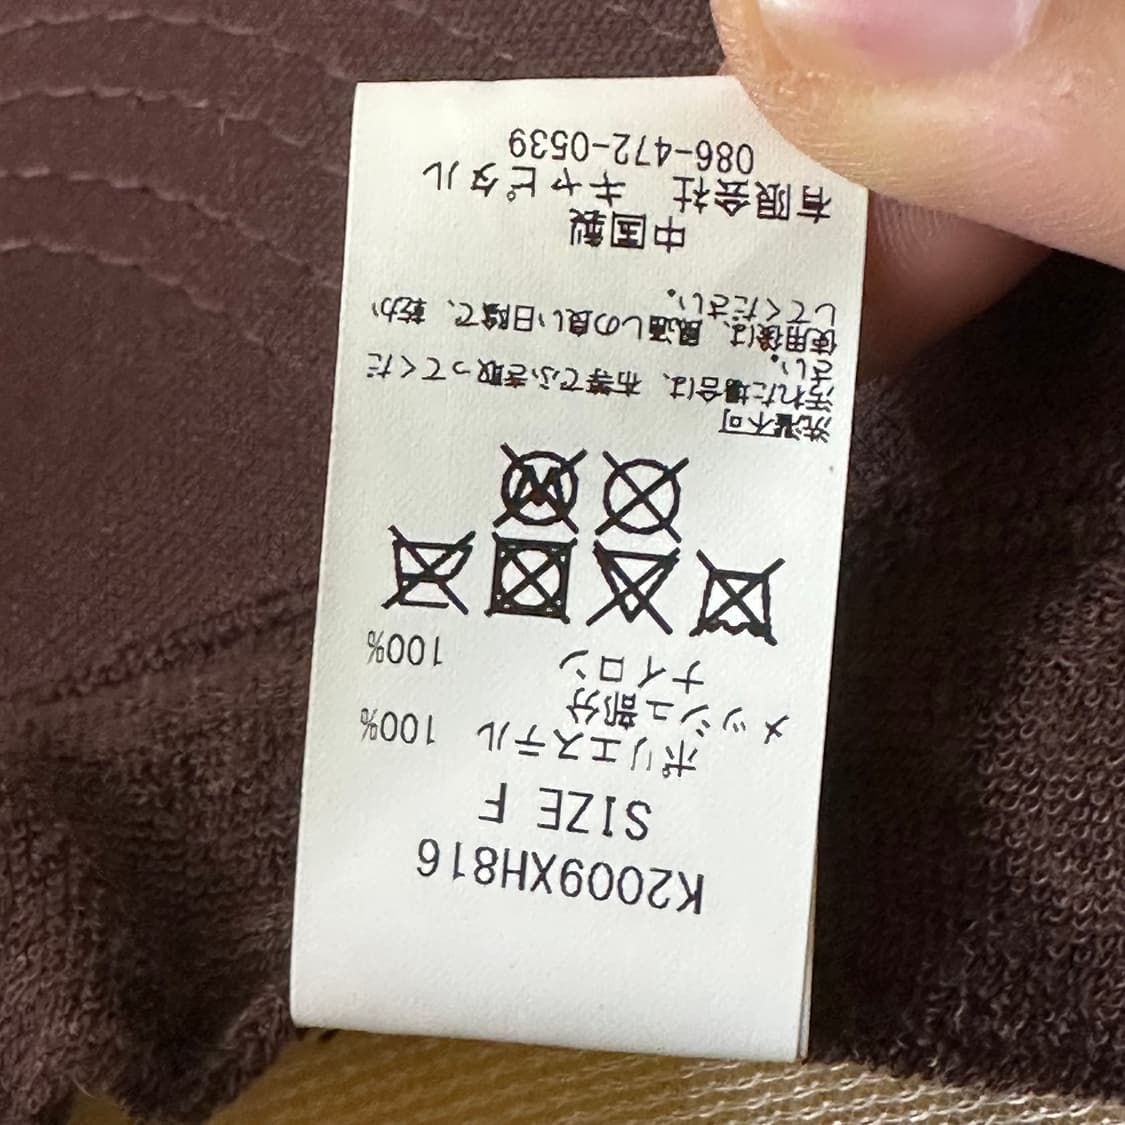 K2009XH816
SIZE F
ポリエステル 100%
メッシュ部分
ナイロン 100%
洗濯不可
汚れた場合は、布等でふき取ってくだ
さい。
使用後は、風通しの良い日陰で、乾か
してください。
中国製
有限会社 キャピタル
086-472-0539